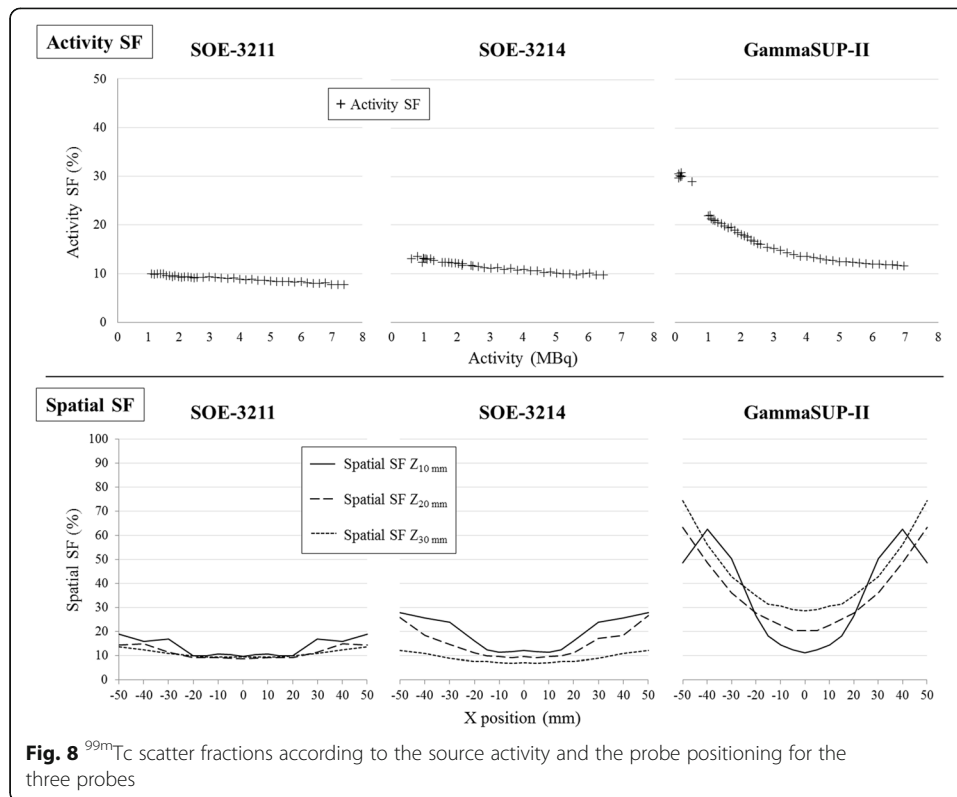 Activity SF
SOE-3211 SOE-3214 GammaSUP-II
+ Activity SF
Activity SF (%)
50
40
30
20
10
0
0 1 2 3 4 5 6 7 8 0 1 2 3 4 5 6 7 8 0 1 2 3 4 5 6 7 8 9
Activity (MBq)
Spatial SF
SOE-3211 SOE-3214 GammaSUP-II
Spatial SF Z10 mm
Spatial SF Z20 mm
Spatial SF Z30 mm
Spatial SF (%)
100
90
80
70
60
50
40
30
20
10
0
-50 -40 -30 -20 -10 0 10 20 30 40 50 -50 -40 -30 -20 -10 0 10 20 30 40 50 -50 -40 -30 -20 -10 0 10 20 30 40 50
X position (mm)
Fig. 8 99mTc scatter fractions according to the source activity and the probe positioning for the
three probes